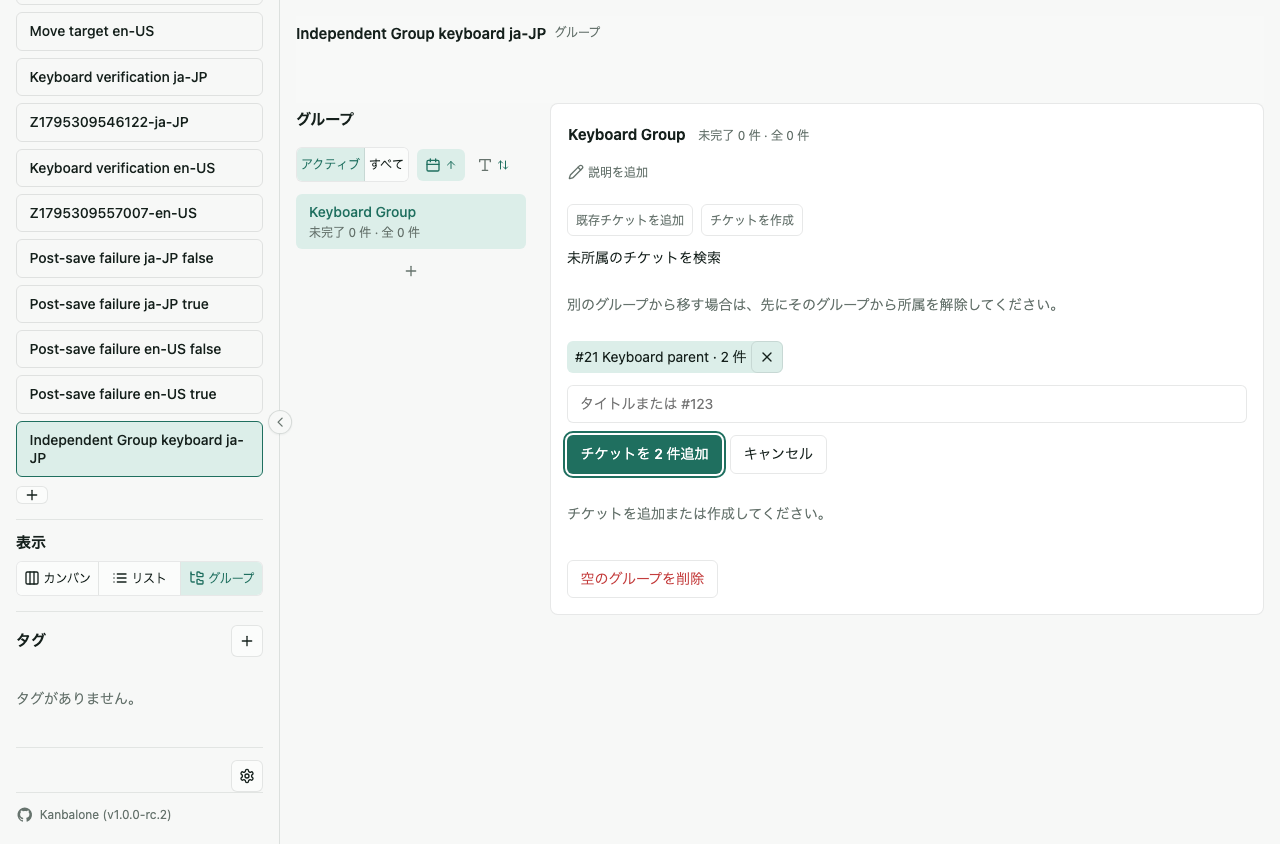 Move target en-US
Keyboard verification ja-JP
Z1795309546122-ja-JP
Keyboard verification en-US
Z1795309557007-en-US
Post-save failure ja-JP false
Post-save failure ja-JP true
Post-save failure en-US false
Post-save failure en-US true
Independent Group keyboard ja-
JP
表示
カンバン リスト グループ
タグ
タグがありません。
Kanbalone (v1.0.0-rc.2)
Independent Group keyboard ja-JP グループ
グループ
アクティブ すべて
Keyboard Group
未完了 0 件 · 全 0 件
Keyboard Group 未完了 0 件 · 全 0 件
説明を追加
既存チケットを追加 チケットを作成
未所属のチケットを検索
別のグループから移す場合は、先にそのグループから所属を解除してください。
#21 Keyboard parent · 2 件
タイトルまたは #123
チケットを 2 件追加 キャンセル
チケットを追加または作成してください。
空のグループを削除